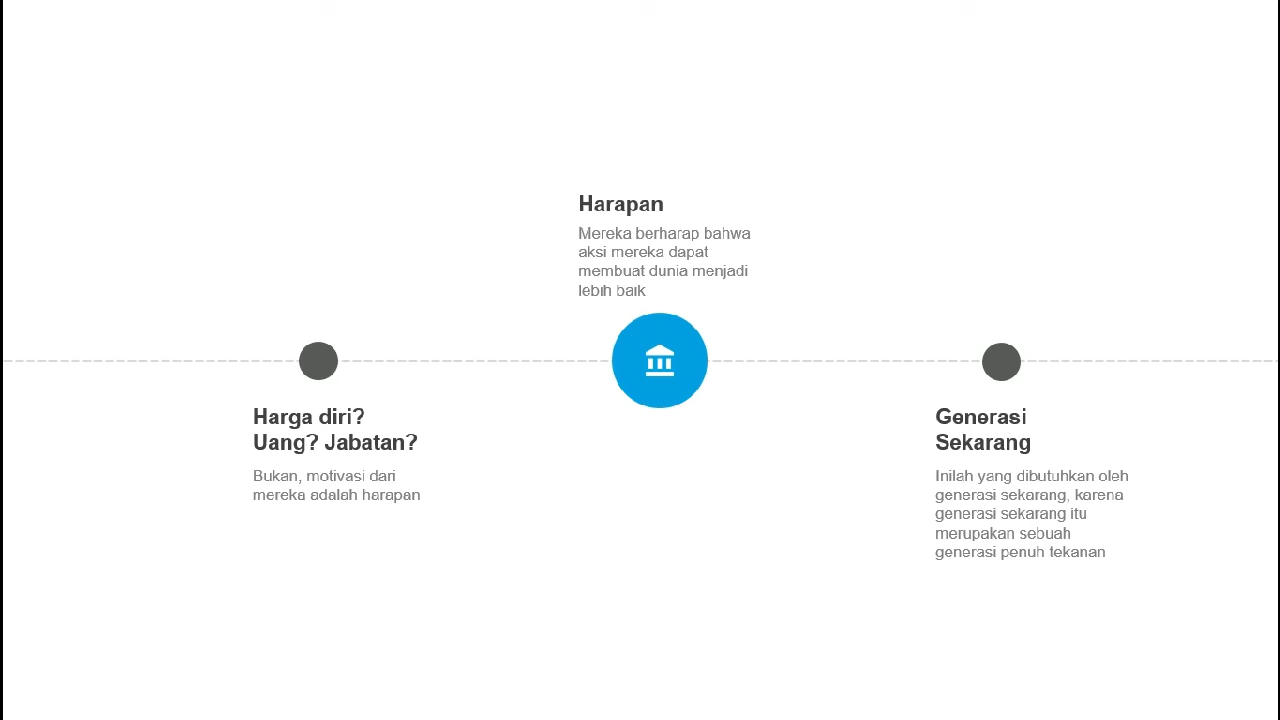 Harapan
Mereka berharap bahwa
aksi mereka dapat
membuat dunia menjadi
lebih baik
Harga diri?
Uang? Jabatan?
Bukan, motivasi dari
mereka adalah harapan
Generasi
Sekarang
Inilah yang dibutuhkan oleh
generasi sekarang, karena
generasi sekarang itu
merupakan sebuah
generasi penuh tekanan